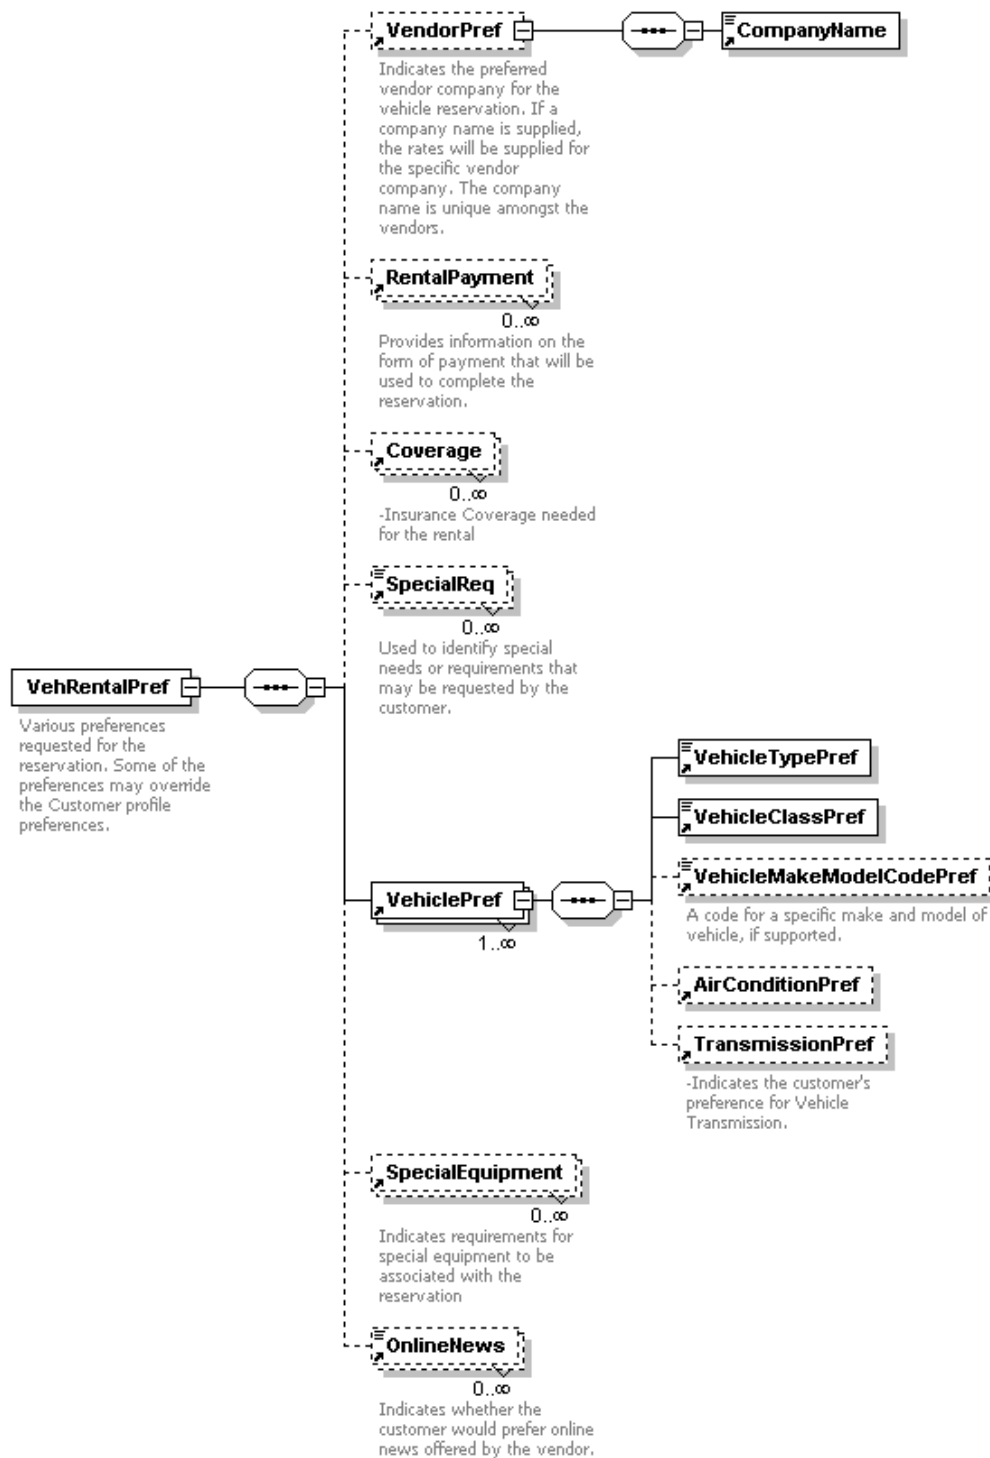 VendorPref
CompanyName
Indicates the preferred
vendor company for the
vehicle reservation. If a
company name is supplied,
the rates will be supplied for
the specific vendor
company. The company
name is unique amongst the
vendors.
RentalPayment
0..∞
Provides information on the
form of payment that will be
used to complete the
reservation.
Coverage
0..∞
-Insurance Coverage needed
for the rental
SpecialReq
0..∞
Used to identify special
needs or requirements that
may be requested by the
customer.
VehRentalPref
Various preferences
requested for the
reservation. Some of the
preferences may override
the Customer profile
preferences.
VehiclePref
1..∞
VehicleTypePref
VehicleClassPref
VehicleMakeModelCodePref
A code for a specific make and model of
vehicle, if supported.
AirConditionPref
TransmissionPref
-Indicates the customer's
preference for Vehicle
Transmission.
SpecialEquipment
0..∞
Indicates requirements for
special equipment to be
associated with the
reservation
OnlineNews
0..∞
Indicates whether the
customer would prefer online
news offered by the vendor.